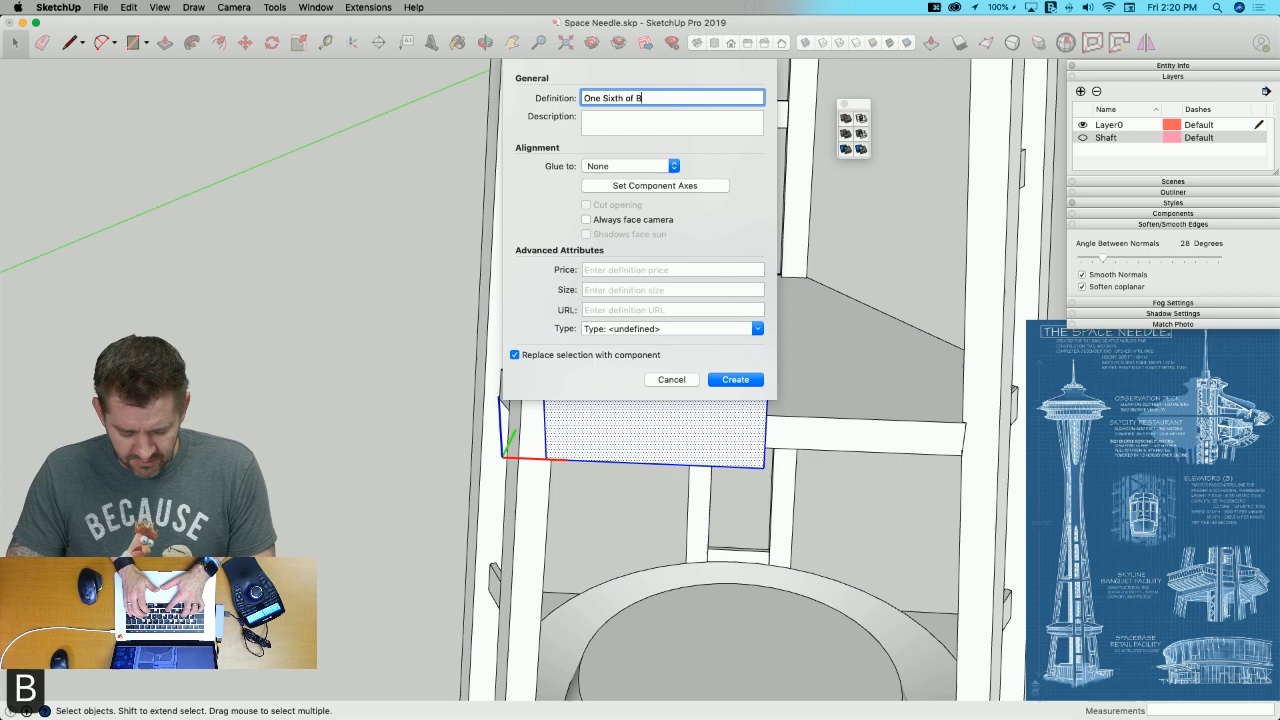 SketchUp File Edit View Camera Draw Tools Window Extensions Help 100% Fri 2:20 PM
Space Needle.skp - SketchUp Pro 2019
General
Definition: One Sixth of B
Description:
Alignment
Glue to: None
Set Component Axes
Cut opening
Always face camera
Shadows face sun
Advanced Attributes
Price: Enter definition price
Size: Enter definition size
URL: Enter definition URL
Type: Type: <undefined>
Replace selection with component
Cancel Create
Entity Info
Layers
Name Dashes
Layer0 Default
Shaft Default
Scenes
Outliner
Styles
Components
Soften/Smooth Edges
Angle Between Normals 28 Degrees
Smooth Normals
Soften coplanar
Fog Settings
Shadow Settings
Match Photo
THE SPACE NEEDLE
OBSERVATION DECK
SKYCITY RESTAURANT
ELEVATORS (3)
SKYLINE
BANQUET FACILITY
SPACEBASE
RETAIL FACILITY
BECAUSE
B
Select objects. Shift to extend select. Drag mouse to select multiple.
Measurements